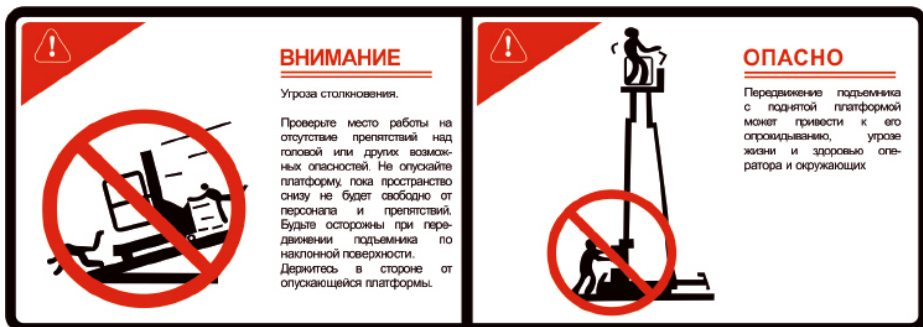 ВНИМАНИЕ
Угроза столкновения.
Проверьте место работы на
отсутствие препятствий над
головой или других возмож-
ных опасностей. Не опускайте
платформу, пока пространство
снизу не будет свободно от
персонала и препятствий.
Будьте осторожны при пере-
движении подъемника по
наклонной поверхности.
Держитесь в стороне от
опускающейся платформы.
ОПАСНО
Передвижение подъемника
с поднятой платформой
может привести к его
опрокидыванию, угрозе
жизни и здоровью опе-
ратора и окружающих